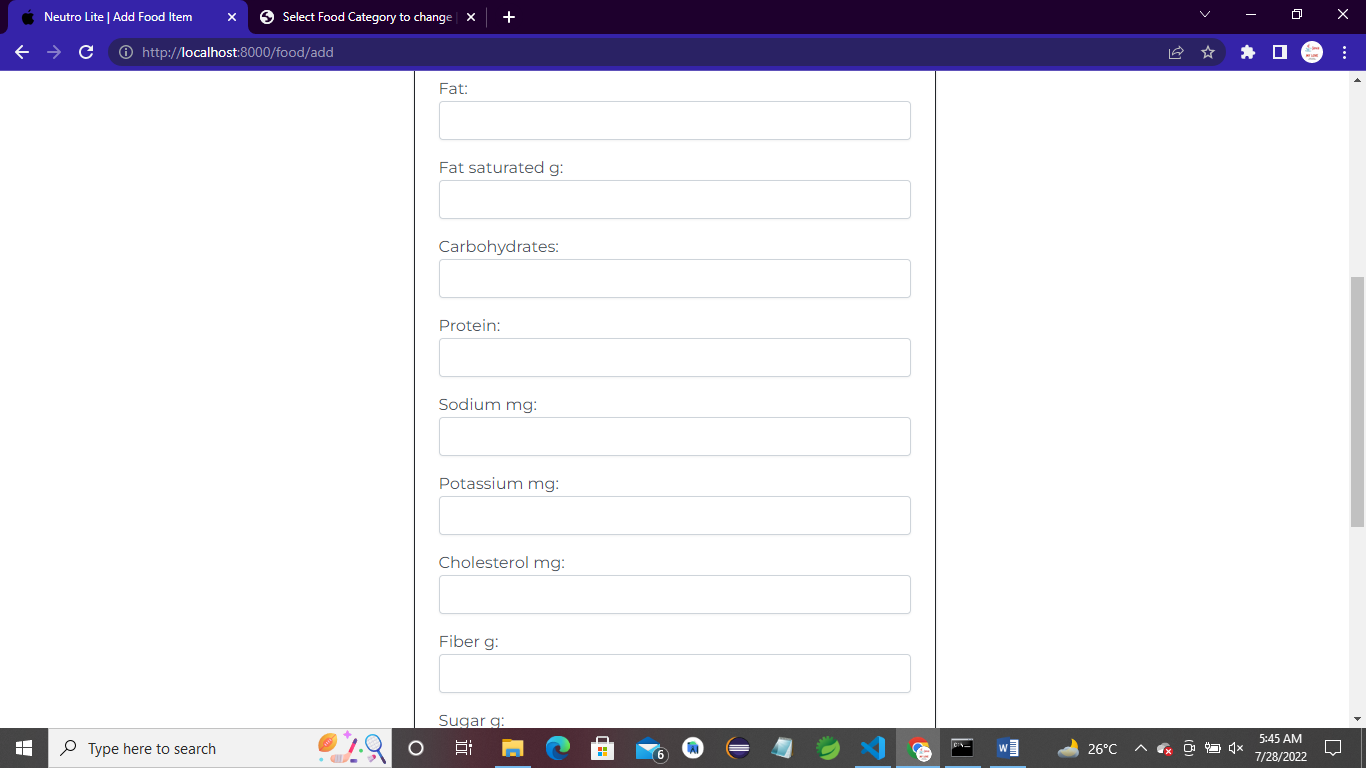 Neutro Lite | Add Food Item
Select Food Category to change
http://localhost:8000/food/add
Fat:
Fat saturated g:
Carbohydrates:
Protein:
Sodium mg:
Potassium mg:
Cholesterol mg:
Fiber g:
Sugar g:
Type here to search
6
26°C
5:45 AM
7/28/2022